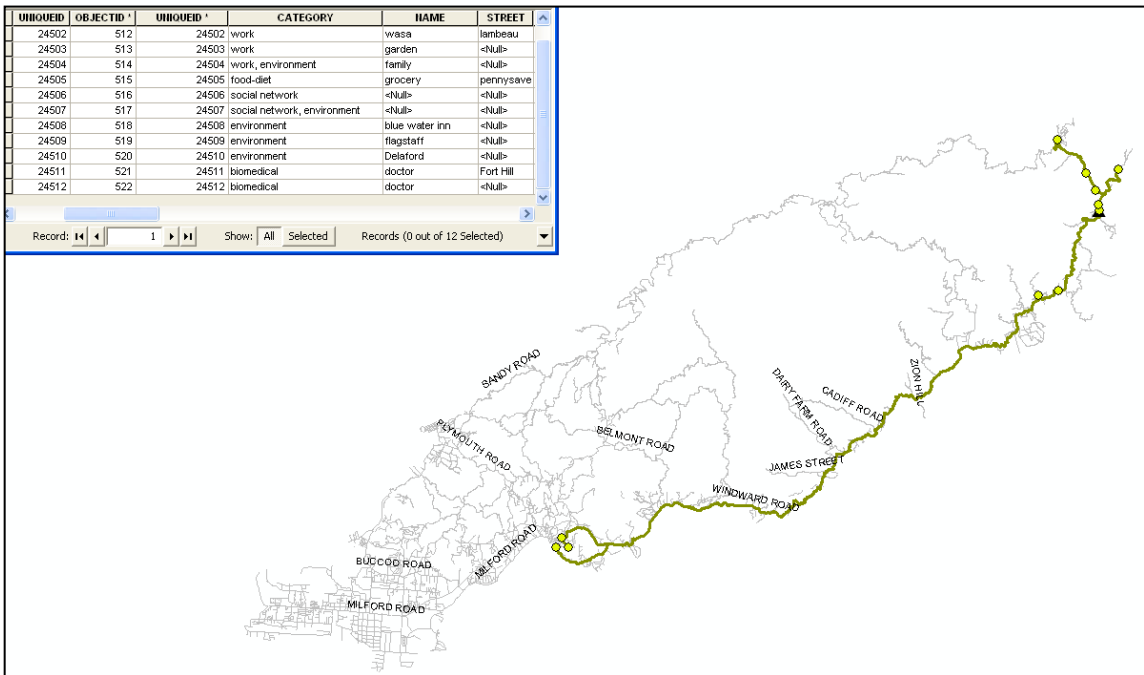 UNIQUEID OBJECTID * UNIQUEID * CATEGORY NAME STREET
24502 512 24502 work wasa lambeau
24503 513 24503 work garden <Null>
24504 514 24504 work, environment family <Null>
24505 515 24505 food-diet grocery pennysave
24506 516 24506 social network <Null> <Null>
24507 517 24507 social network, environment <Null> <Null>
24508 518 24508 environment blue water inn <Null>
24509 519 24509 environment flagstaff <Null>
24510 520 24510 environment Delaford <Null>
24511 521 24511 biomedical doctor Fort Hill
24512 522 24512 biomedical doctor <Null>
Record: 1 Show: All Selected Records (0 out of 12 Selected)
SANDY ROAD
ZION HILL
DAIRY FARM ROAD
CADIFF ROAD
PLYMOUTH ROAD
BELMONT ROAD
JAMES STREET
WINDWARD ROAD
MILFORD ROAD
BUCCOO ROAD
MILFORD ROAD